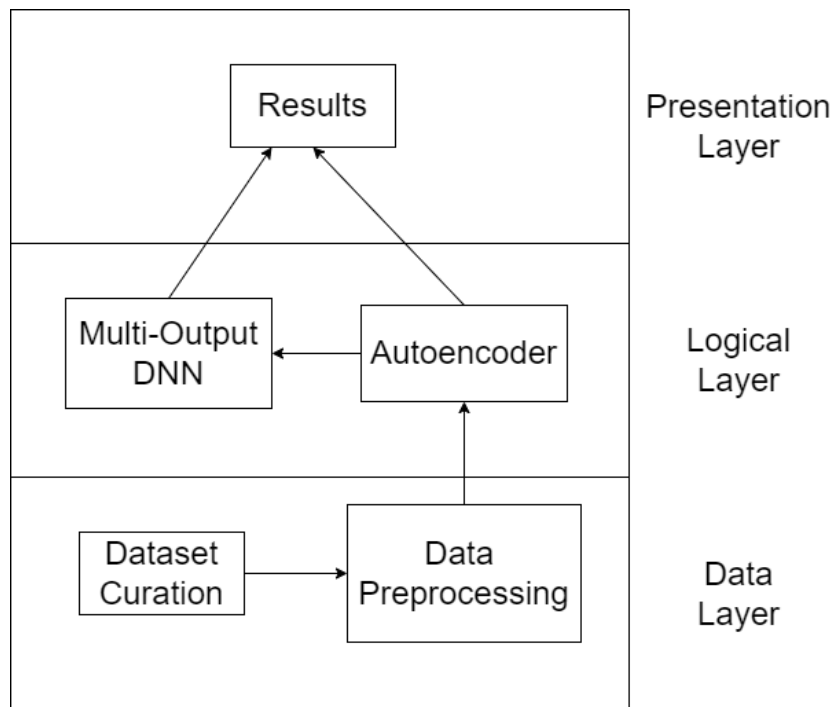 Results
Presentation
Layer
Multi-Output
DNN
Autoencoder
Logical
Layer
Dataset
Curation
Data
Preprocessing
Data
Layer